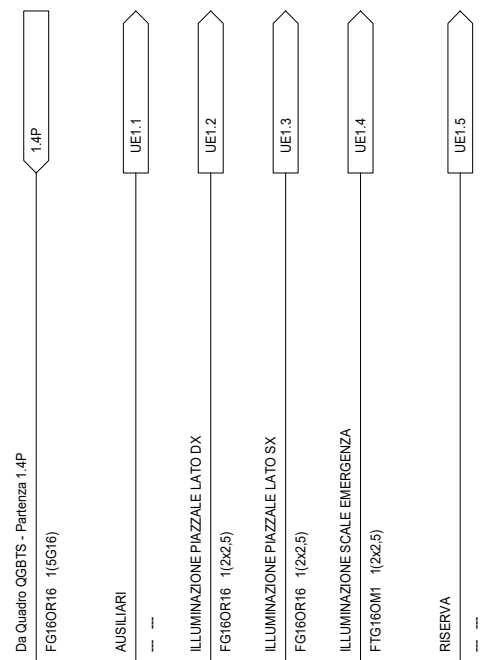 1.4P
Da Quadro QGBTS - Partenza 1.4P
FG16OR16 1(5G16)
UE1.1
AUSILIARI
--- ---
UE1.2
ILLUMINAZIONE PIAZZALE LATO DX
FG16OR16 1(2x2,5)
UE1.3
ILLUMINAZIONE PIAZZALE LATO SX
FG16OR16 1(2x2,5)
UE1.4
ILLUMINAZIONE SCALE EMERGENZA
FTG16OM1 1(2x2,5)
UE1.5
RISERVA
--- ---